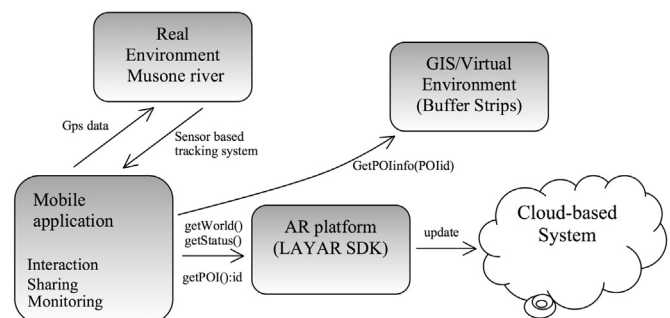 Real
Environment
Musone river
GIS/Virtual
Environment
(Buffer Strips)
Gps data
Sensor based
tracking system
GetPOIinfo(POIid)
Mobile
application
Interaction
Sharing
Monitoring
getWorld()
getStatus()
getPOI():id
AR platform
(LAYAR SDK)
update
Cloud-based
System